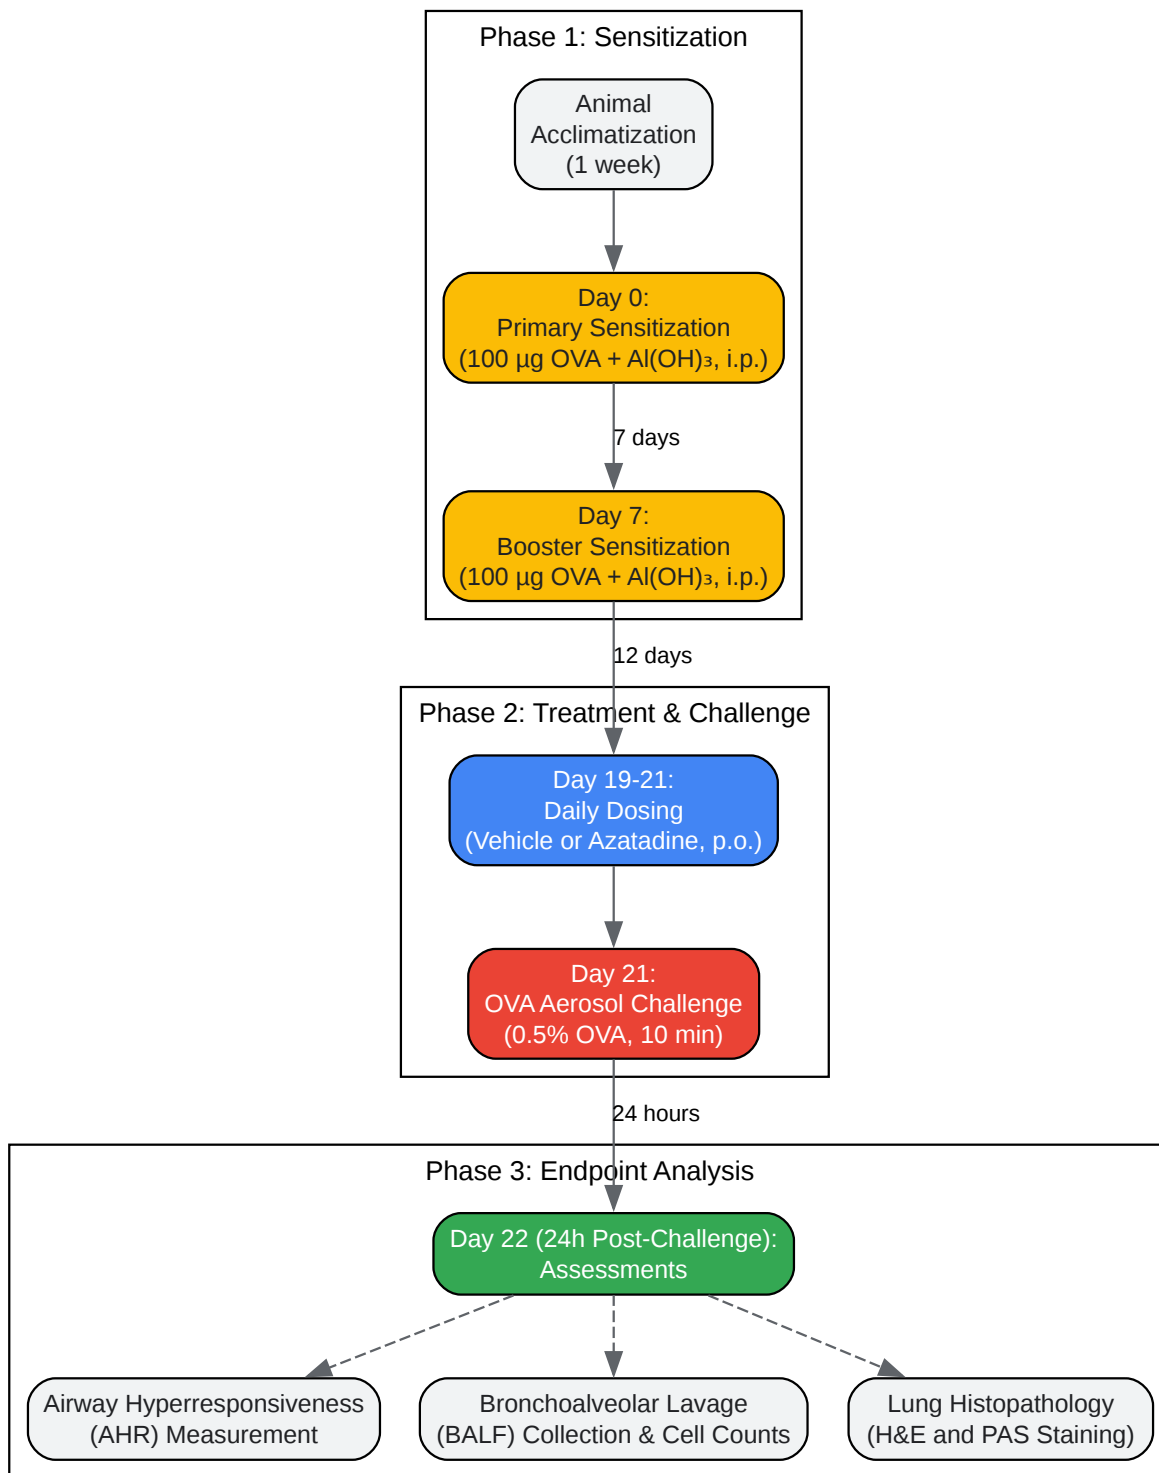 Phase 1: Sensitization
Animal
Acclimatization
(1 week)
Day 0:
Primary Sensitization
(100 µg OVA + Al(OH)₃, i.p.)
7 days
Day 7:
Booster Sensitization
(100 µg OVA + Al(OH)₃, i.p.)
12 days
Phase 2: Treatment & Challenge
Day 19-21:
Daily Dosing
(Vehicle or Azatadine, p.o.)
Day 21:
OVA Aerosol Challenge
(0.5% OVA, 10 min)
24 hours
Phase 3: Endpoint Analysis
Day 22 (24h Post-Challenge):
Assessments
Airway Hyperresponsiveness
(AHR) Measurement
Bronchoalveolar Lavage
(BALF) Collection & Cell Counts
Lung Histopathology
(H&E and PAS Staining)